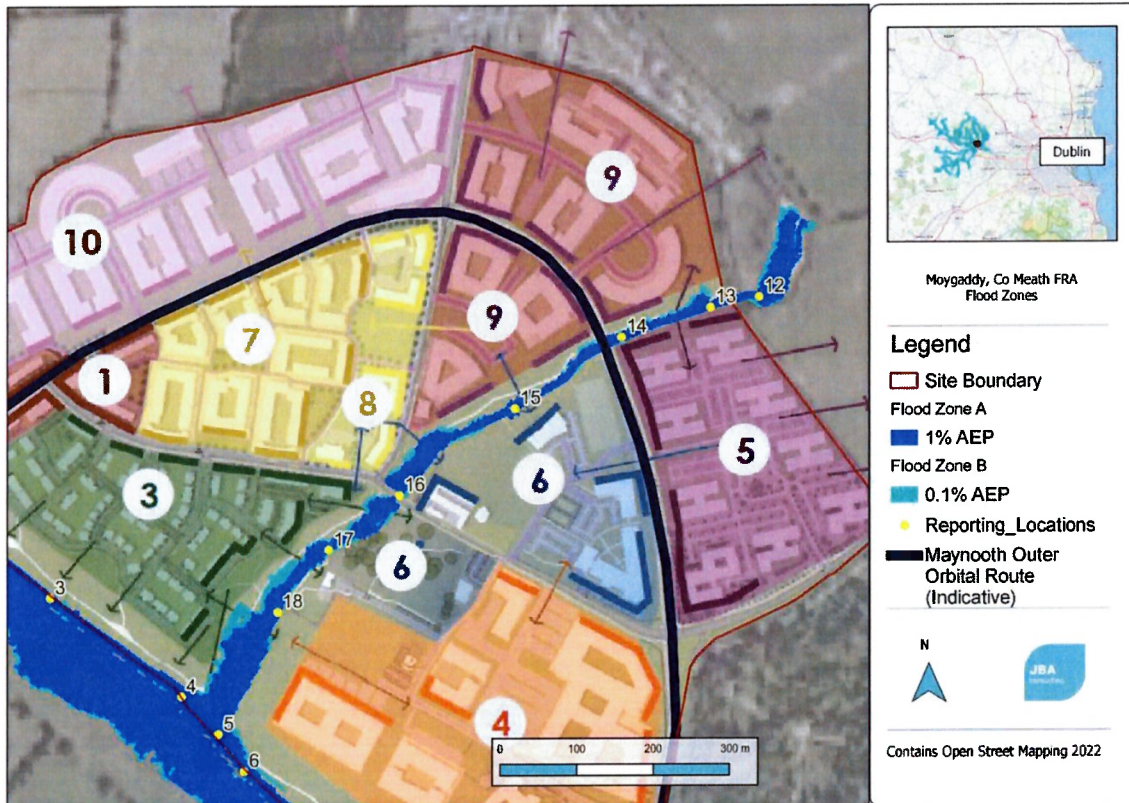 10
9
9
7
8
1
3
5
6
6
4
12
13
14
15
16
17
18
3
4
5
6
0 100 200 300 m
Dublin
Moygaddy, Co Meath FRA
Flood Zones
Legend
Site Boundary
Flood Zone A
1% AEP
Flood Zone B
0.1% AEP
Reporting_Locations
Maynooth Outer
Orbital Route
(Indicative)
N
JBA
consulting
Contains Open Street Mapping 2022